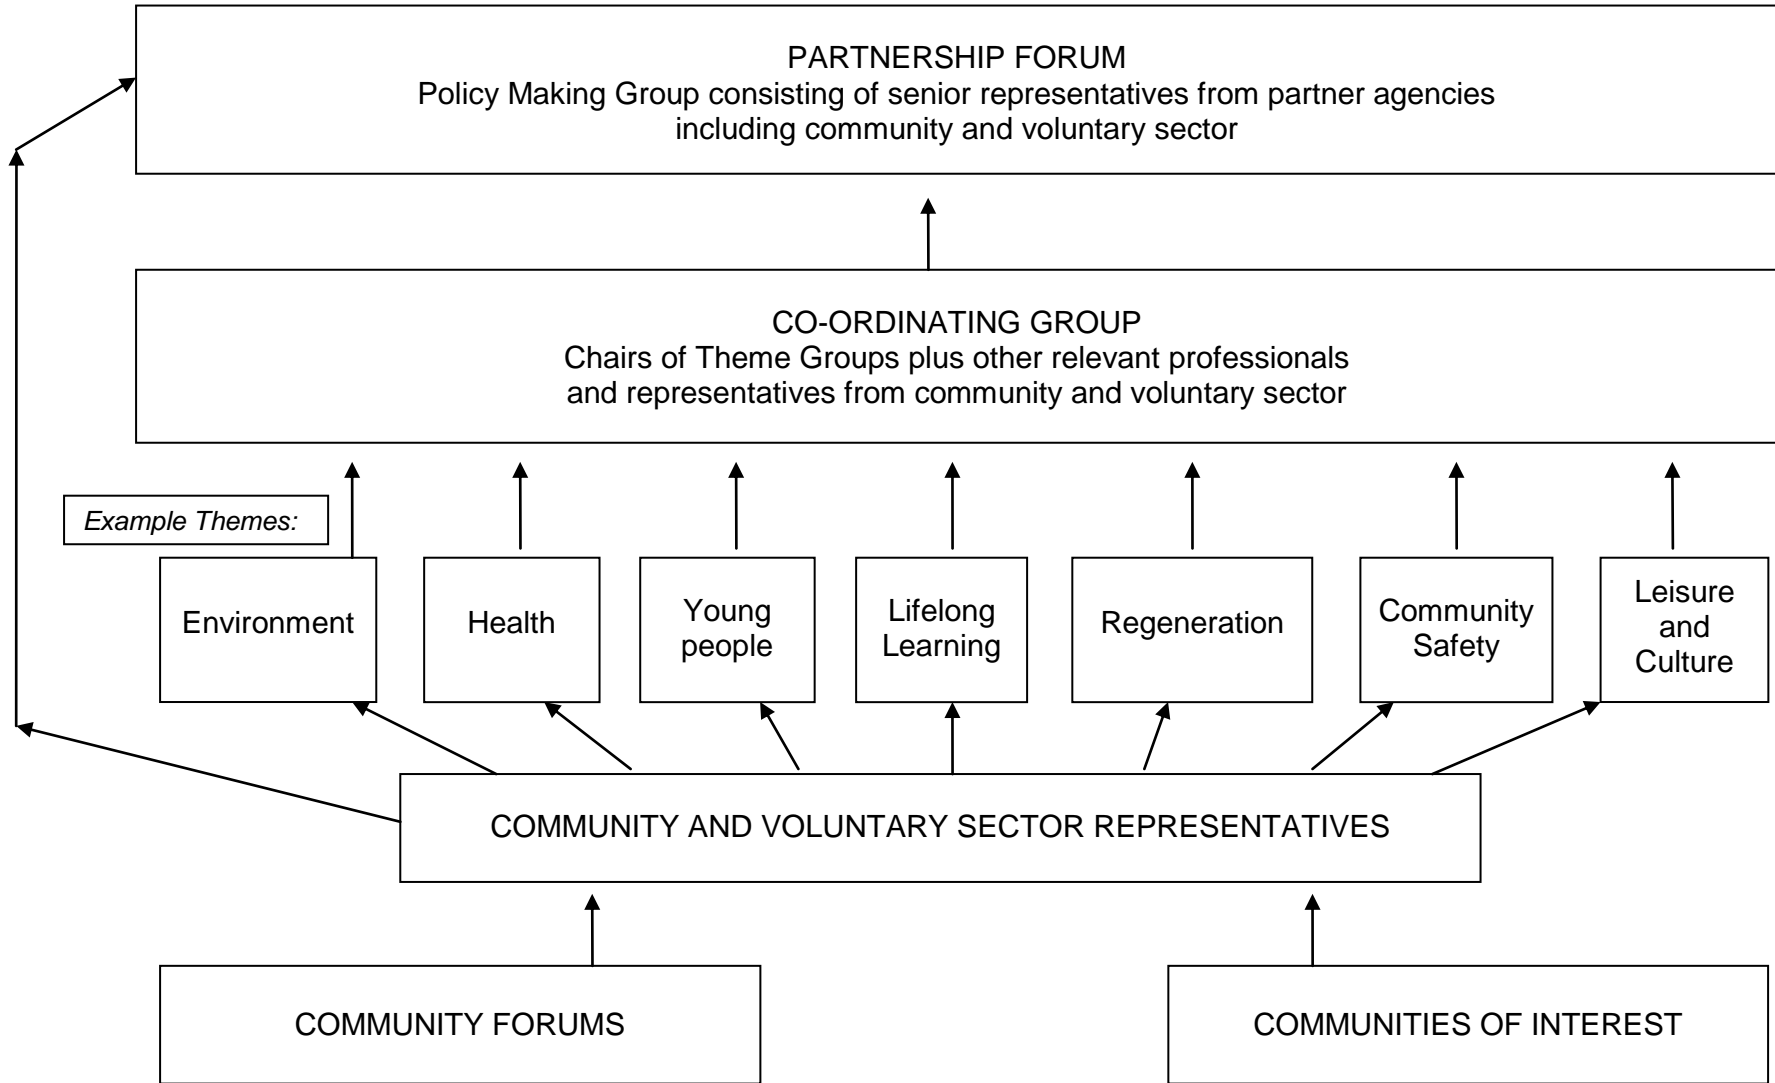 PARTNERSHIP FORUM
Policy Making Group consisting of senior representatives from partner agencies
including community and voluntary sector
CO-ORDINATING GROUP
Chairs of Theme Groups plus other relevant professionals
and representatives from community and voluntary sector
Example Themes:
Environment
Health
Young
people
Lifelong
Learning
Regeneration
Community
Safety
Leisure
and
Culture
COMMUNITY AND VOLUNTARY SECTOR REPRESENTATIVES
COMMUNITY FORUMS
COMMUNITIES OF INTEREST